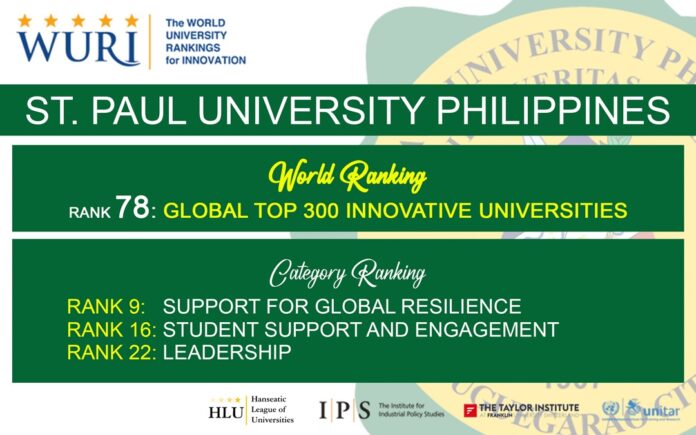 WURI
The WORLD
UNIVERSITY
RANKINGS
for INNOVATION
ST. PAUL UNIVERSITY PHILIPPINES
World Ranking
RANK 78: GLOBAL TOP 300 INNOVATIVE UNIVERSITIES
Category Ranking
RANK 9: SUPPORT FOR GLOBAL RESILIENCE
RANK 16: STUDENT SUPPORT AND ENGAGEMENT
RANK 22: LEADERSHIP
HLU
Hanseatic
League of
Universities
IPS
The Institute for
Industrial Policy Studies
THE TAYLOR INSTITUTE
unitar